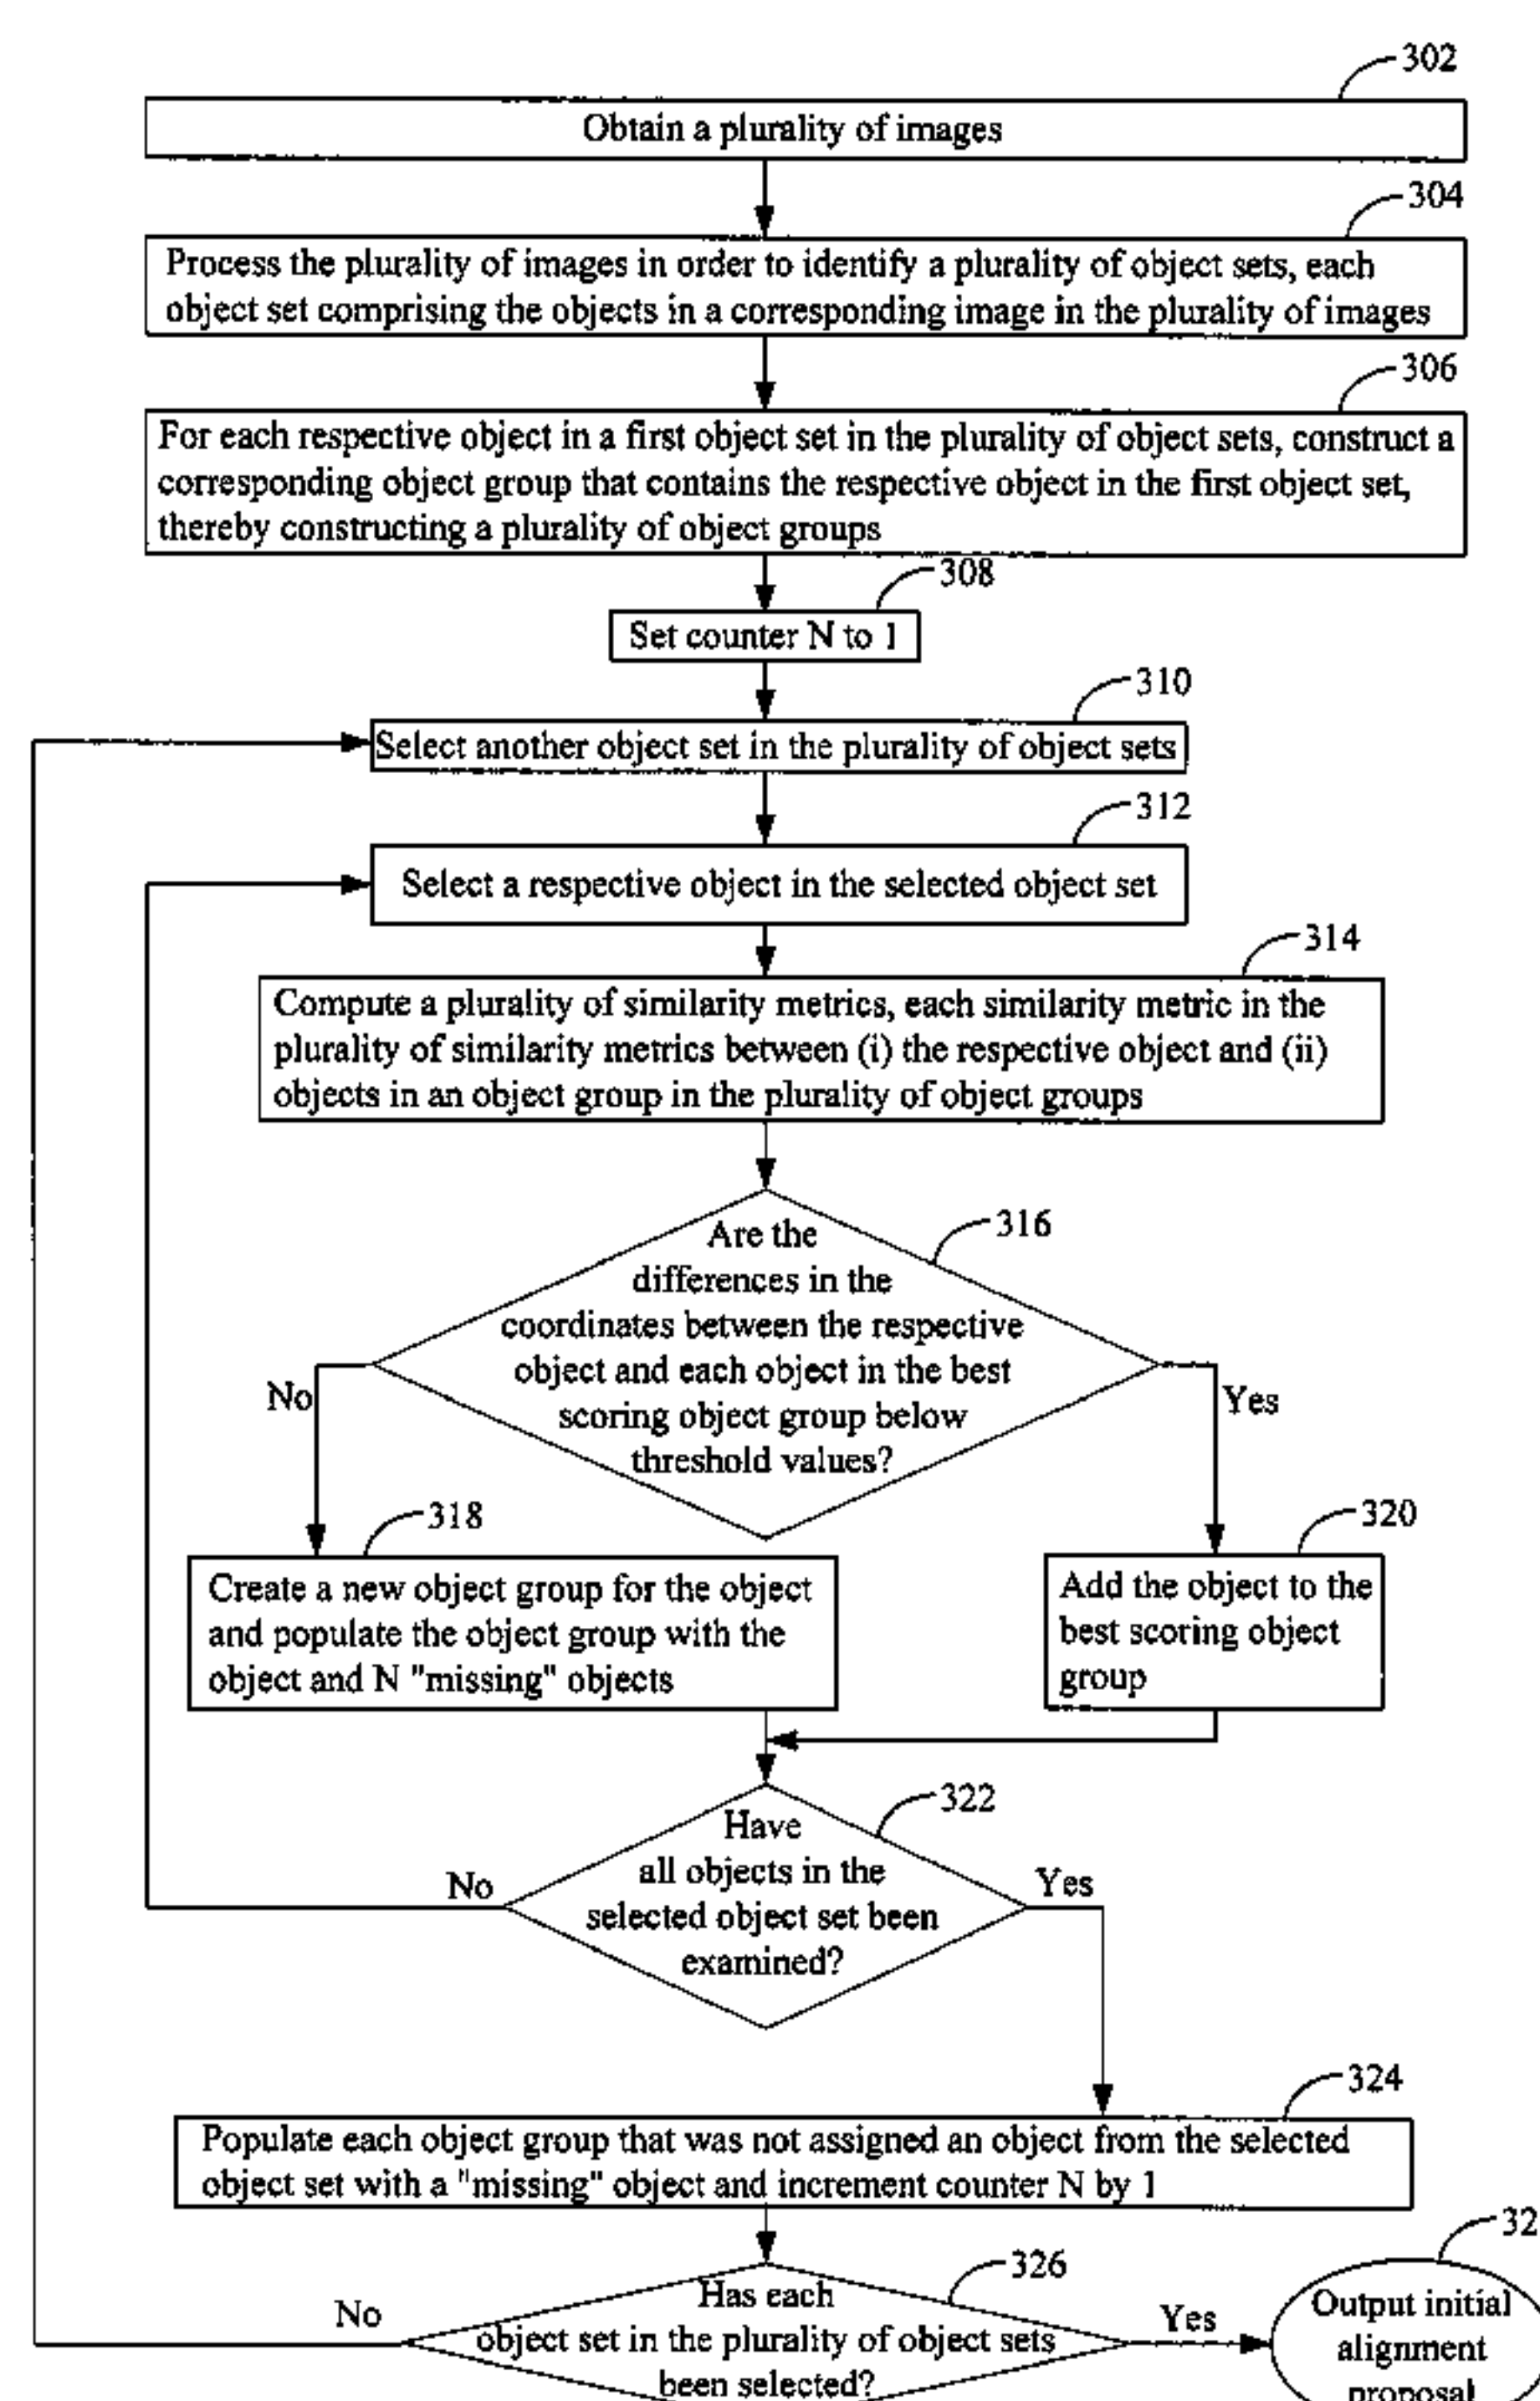 302
Obtain a plurality of images
304
Process the plurality of images in order to identify a plurality of object sets, each
object set comprising the objects in a corresponding image in the plurality of images
306
For each respective object in a first object set in the plurality of object sets, construct a
corresponding object group that contains the respective object in the first object set,
thereby constructing a plurality of object groups
308
Set counter N to 1
310
Select another object set in the plurality of object sets
312
Select a respective object in the selected object set
314
Compute a plurality of similarity metrics, each similarity metric in the
plurality of similarity metrics between (i) the respective object and (ii)
objects in an object group in the plurality of object groups
316
Are the
differences in the
coordinates between the respective
object and each object in the best
scoring object group below
threshold values?
No
Yes
318
Create a new object group for the object
and populate the object group with the
object and N "missing" objects
320
Add the object to the
best scoring object
group
322
Have
all objects in the
selected object set been
examined?
No
Yes
324
Populate each object group that was not assigned an object from the selected
object set with a "missing" object and increment counter N by 1
326
Has each
object set in the plurality of object sets
been selected?
No
Yes
32
Output initial
alignment
proposal